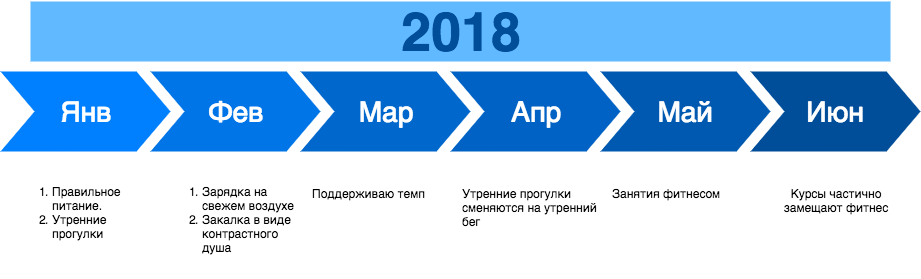 2018
Янв
Фев
Мар
Апр
Май
Июн
1. Правильное
питание.
2. Утренние
прогулки
1. Зарядка на
свежем воздухе
2. Закалка в виде
контрастного
душа
Поддерживаю темп
Утренние прогулки
сменяются на утренний
бег
Занятия фитнесом
Курсы частично
замещают фитнес